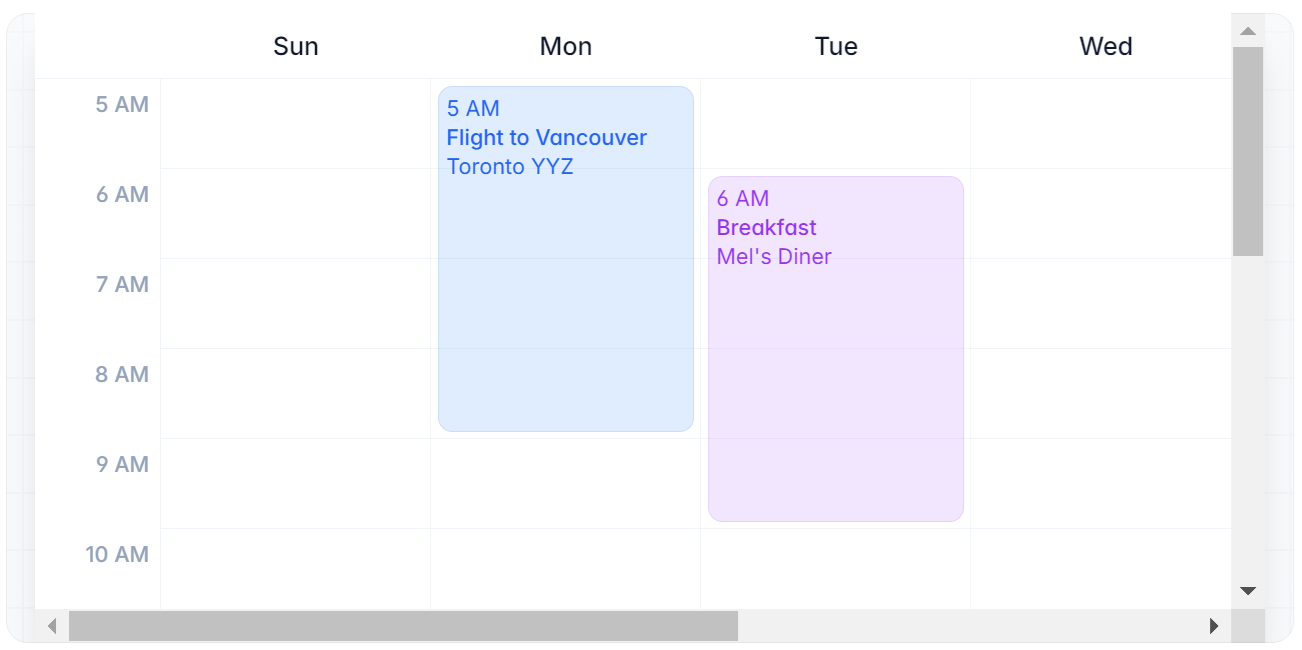 Sun Mon Tue Wed
5 AM
6 AM
7 AM
8 AM
9 AM
10 AM
5 AM
Flight to Vancouver
Toronto YYZ
6 AM
Breakfast
Mel's Diner